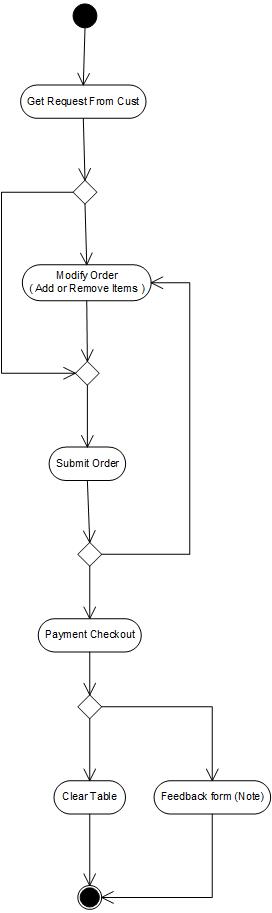 Get Request From Cust
Modify Order
( Add or Remove Items )
Submit Order
Payment Checkout
Clear Table
Feedback form (Note)